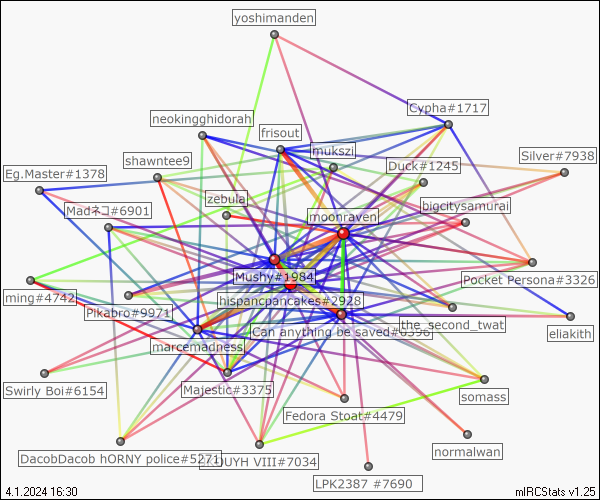 yoshimanden
Cypha#1717
neokingghidorah
frisout
mukszi
Silver#7938
shawntee9
Duck#1245
Eg.Master#1378
zebula
bigcitysamurai
Madネコ#6901
moonraven
Mushy#1984
Pocket Persona#3326
ming#4742
hispancpancakes#2928
Pikabro#9971
the_second_twat
eliakith
Can anything be saved
marcemadness
Swirly Boi#6154
Majestic#3375
somass
Fedora Stoat#4479
normalwan
DacobDacob hORNY police#5271
VIII#7034
LPK2387 #7690
4.1.2024 16:30
mIRCStats v1.25